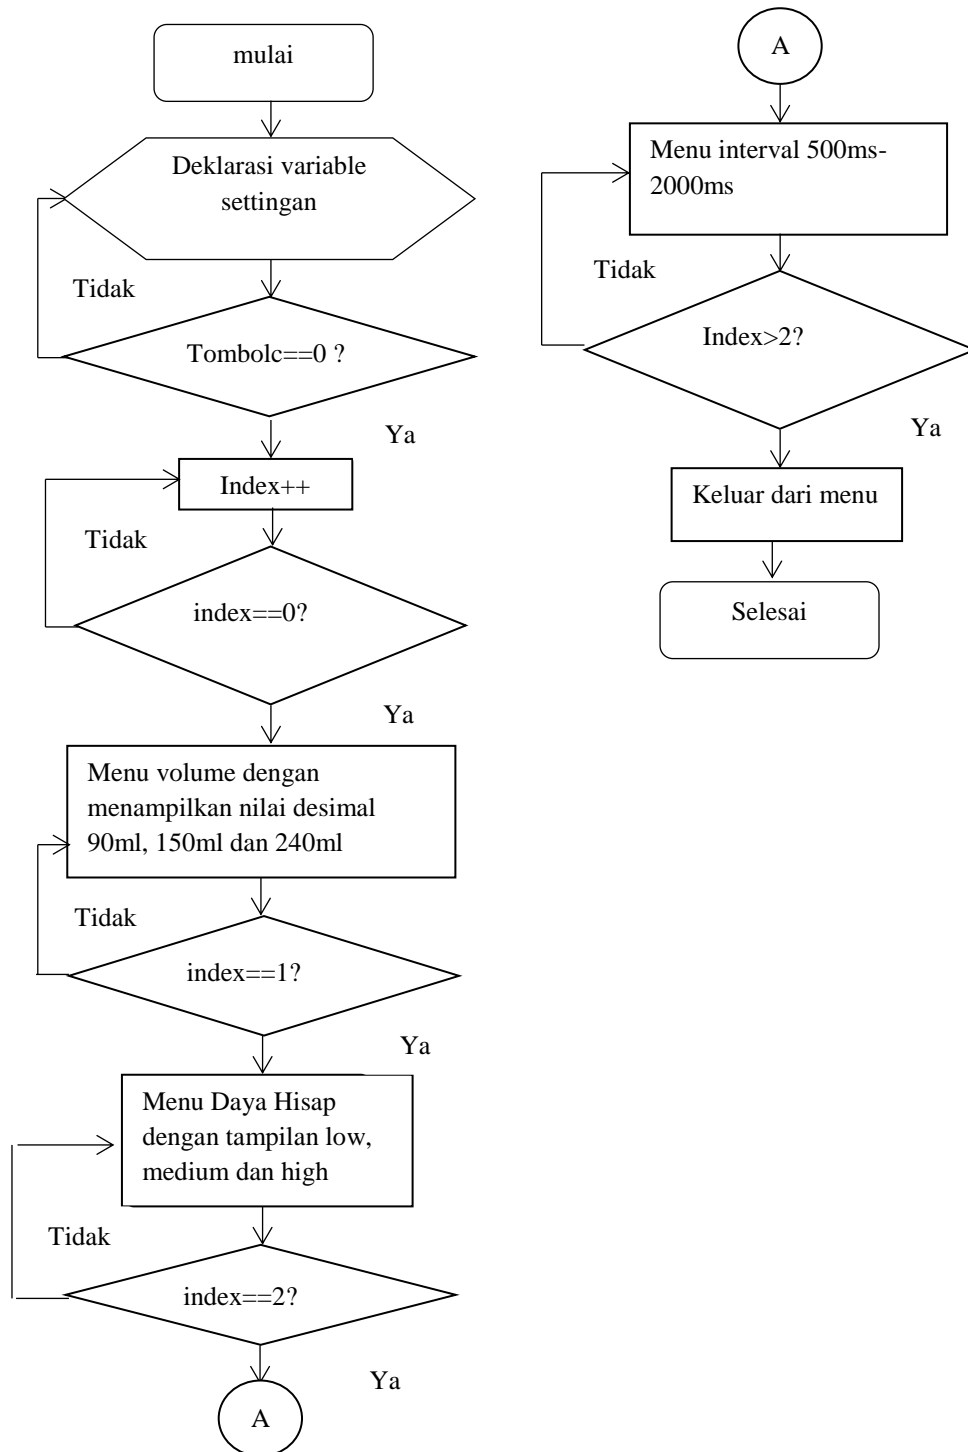 mulai
Deklarasi variable
settingan
Tidak
Tombolc==0 ?
Ya
Index++
Tidak
index==0?
Ya
Menu volume dengan
menampilkan nilai desimal
90ml, 150ml dan 240ml
Tidak
index==1?
Ya
Menu Daya Hisap
dengan tampilan low,
medium dan high
Tidak
index==2?
Ya
A
A
Menu interval 500ms-
2000ms
Tidak
Index>2?
Ya
Keluar dari menu
Selesai